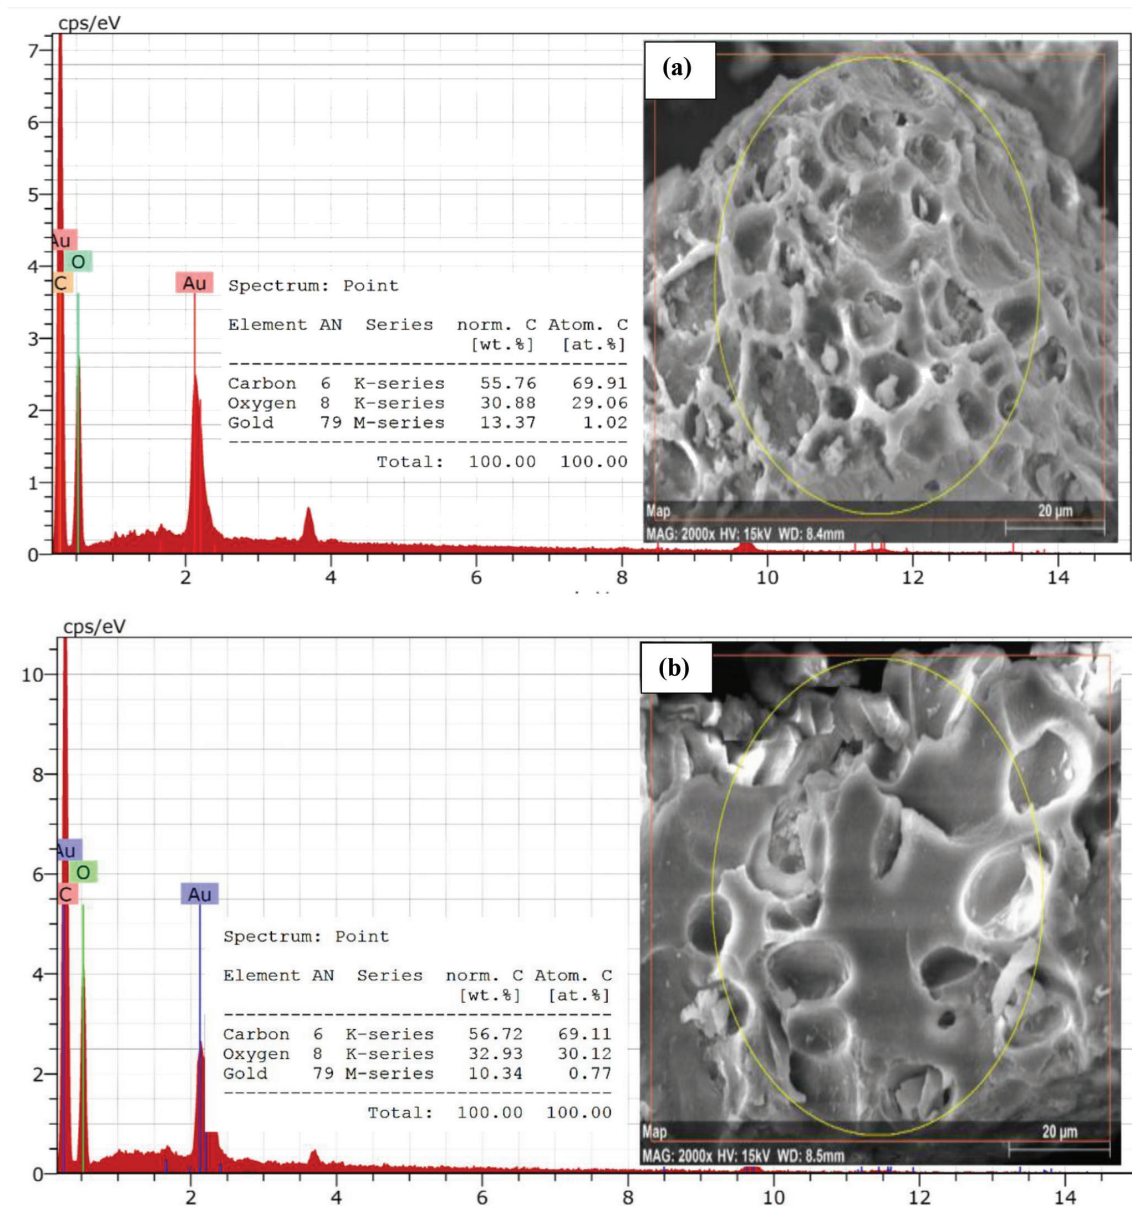 cps/eV
7
6
5
4
3
2
1
0
Au
O
C
Au
Spectrum: Point
Element AN Series norm. C Atom. C
[wt.%] [at.%]
Carbon 6 K-series 55.76 69.91
Oxygen 8 K-series 30.88 29.06
Gold 79 M-series 13.37 1.02
Total: 100.00 100.00
(a)
Map
20 µm
MAG: 2000x HV: 15kV WD: 8.4mm
2 4 6 8 10 12 14
cps/eV
10
8
6
4
2
0
Au
O
C
Au
Spectrum: Point
Element AN Series norm. C Atom. C
[wt.%] [at.%]
Carbon 6 K-series 56.72 69.11
Oxygen 8 K-series 32.93 30.12
Gold 79 M-series 10.34 0.77
Total: 100.00 100.00
(b)
Map
20 µm
MAG: 2000x HV: 15kV WD: 8.5mm
2 4 6 8 10 12 14